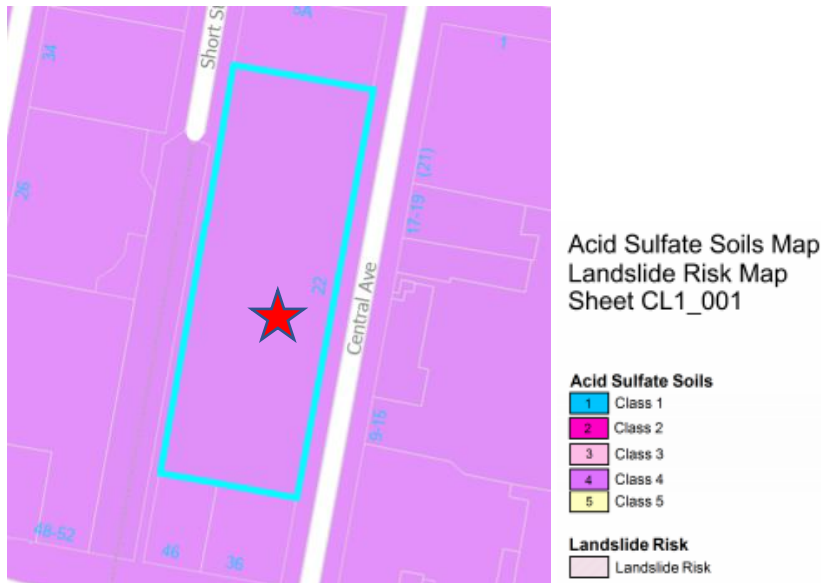 Short St
8A
34
1
26
(21)
17-19
22
Central Ave
9-15
48-52
46
36
Acid Sulfate Soils Map
Landslide Risk Map
Sheet CL1_001
Acid Sulfate Soils
1 Class 1
2 Class 2
3 Class 3
4 Class 4
5 Class 5
Landslide Risk
Landslide Risk